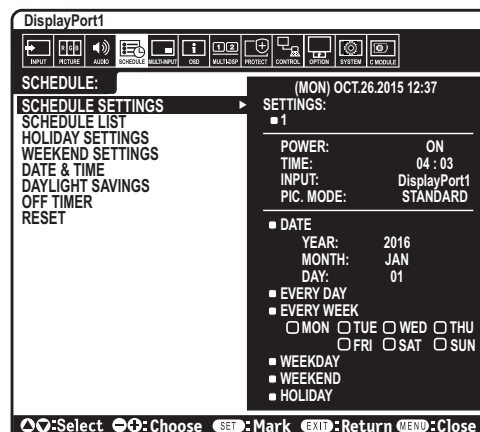 DisplayPort1
INPUT RGB PICTURE AUDIO SCHEDULE MULTI-INPUT OSD 1 2 MULTI-DSP PROTECT CONTROL OPTION SYSTEM C MODULE
SCHEDULE:
SCHEDULE SETTINGS
SCHEDULE LIST
HOLIDAY SETTINGS
WEEKEND SETTINGS
DATE & TIME
DAYLIGHT SAVINGS
OFF TIMER
RESET
(MON) OCT.26.2015 12:37
SETTINGS:
1
POWER: ON
TIME: 04 : 03
INPUT: DisplayPort1
PIC. MODE: STANDARD
DATE
YEAR: 2016
MONTH: JAN
DAY: 01
EVERY DAY
EVERY WEEK
MON TUE WED THU
FRI SAT SUN
WEEKDAY
WEEKEND
HOLIDAY
:Select :Choose SET:Mark EXIT:Return MENU:Close